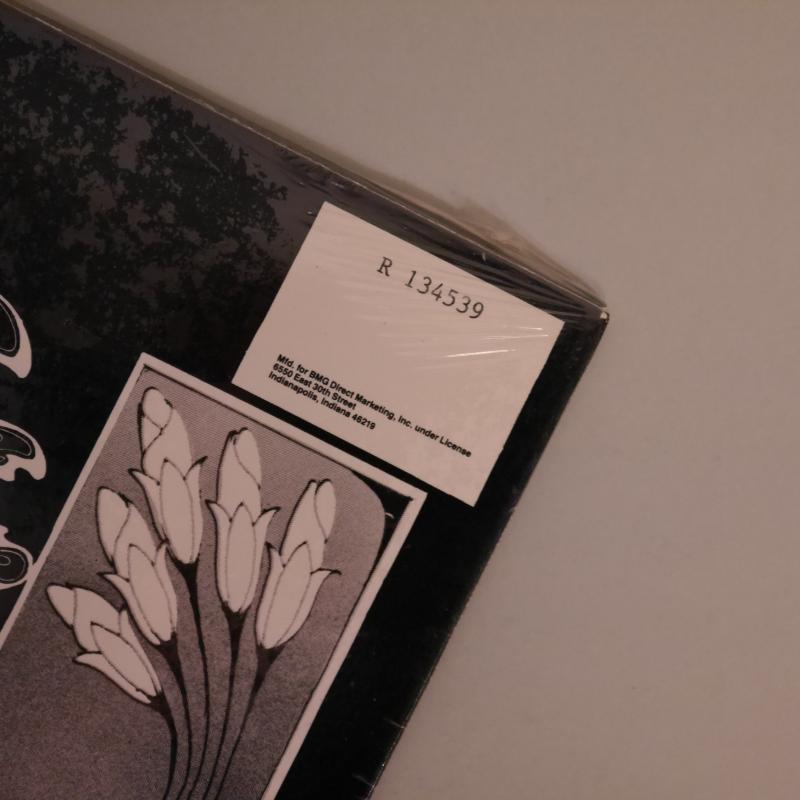 R 134539
Mfd. for BMG Direct Marketing, Inc. under License
6550 East 30th Street
Indianapolis, Indiana 46219